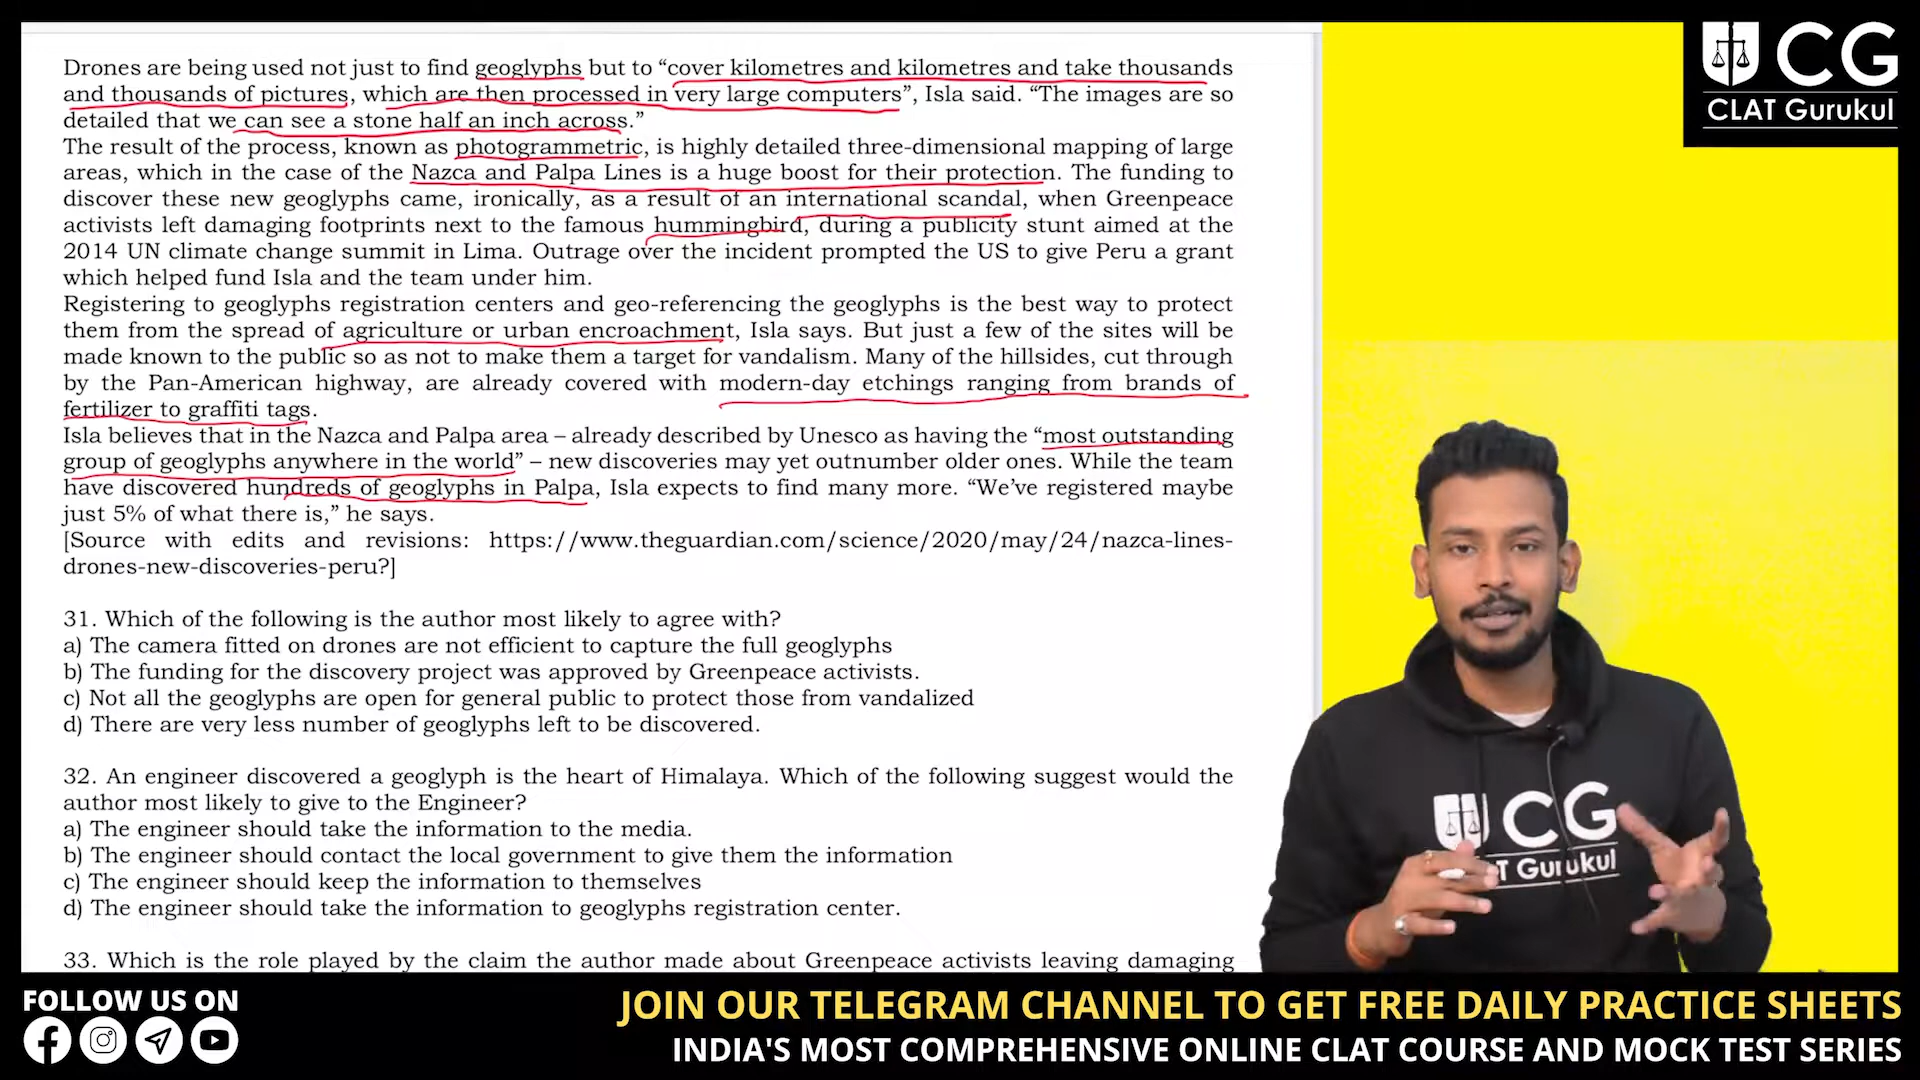 Drones are being used not just to find geoglyphs but to “cover kilometres and kilometres and take thousands
and thousands of pictures, which are then processed in very large computers”, Isla said. “The images are so
detailed that we can see a stone half an inch across.”
The result of the process, known as photogrammetric, is highly detailed three-dimensional mapping of large
areas, which in the case of the Nazca and Palpa Lines is a huge boost for their protection. The funding to
discover these new geoglyphs came, ironically, as a result of an international scandal, when Greenpeace
activists left damaging footprints next to the famous hummingbird, during a publicity stunt aimed at the
2014 UN climate change summit in Lima. Outrage over the incident prompted the US to give Peru a grant
which helped fund Isla and the team under him.
Registering to geoglyphs registration centers and geo-referencing the geoglyphs is the best way to protect
them from the spread of agriculture or urban encroachment, Isla says. But just a few of the sites will be
made known to the public so as not to make them a target for vandalism. Many of the hillsides, cut through
by the Pan-American highway, are already covered with modern-day etchings ranging from brands of
fertilizer to graffiti tags.
Isla believes that in the Nazca and Palpa area – already described by Unesco as having the “most outstanding
group of geoglyphs anywhere in the world” – new discoveries may yet outnumber older ones. While the team
have discovered hundreds of geoglyphs in Palpa, Isla expects to find many more. “We’ve registered maybe
just 5% of what there is,” he says.
[Source with edits and revisions: https://www.theguardian.com/science/2020/may/24/nazca-lines-
drones-new-discoveries-peru?]
31. Which of the following is the author most likely to agree with?
a) The camera fitted on drones are not efficient to capture the full geoglyphs
b) The funding for the discovery project was approved by Greenpeace activists.
c) Not all the geoglyphs are open for general public to protect those from vandalized
d) There are very less number of geoglyphs left to be discovered.
32. An engineer discovered a geoglyph is the heart of Himalaya. Which of the following suggest would the
author most likely to give to the Engineer?
a) The engineer should take the information to the media.
b) The engineer should contact the local government to give them the information
c) The engineer should keep the information to themselves
d) The engineer should take the information to geoglyphs registration center.
33. Which is the role played by the claim the author made about Greenpeace activists leaving damaging
CG
CLAT Gurukul
CG
T Gurukul
FOLLOW US ON
JOIN OUR TELEGRAM CHANNEL TO GET FREE DAILY PRACTICE SHEETS
INDIA'S MOST COMPREHENSIVE ONLINE CLAT COURSE AND MOCK TEST SERIES